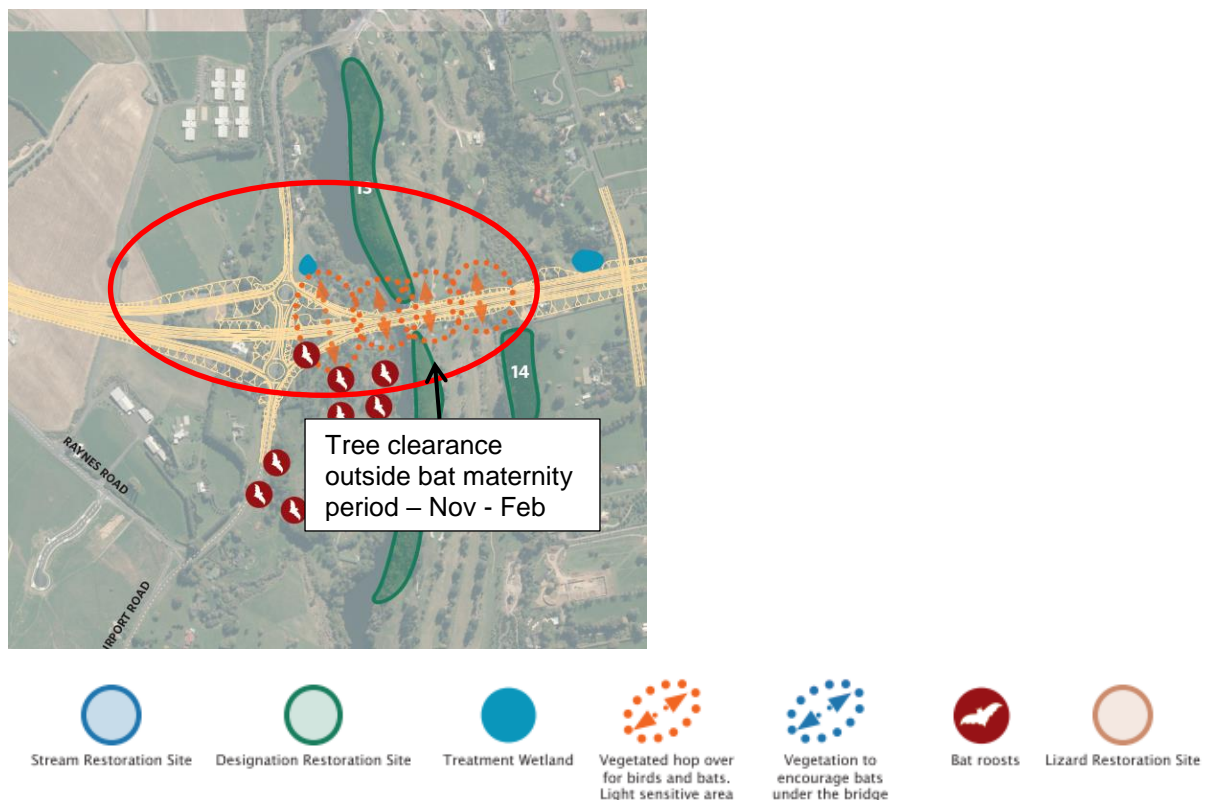 13
14
Tree clearance
outside bat maternity
period – Nov - Feb
RAYNES ROAD
IRPORT ROAD
Stream Restoration Site
Designation Restoration Site
Treatment Wetland
Vegetated hop over
for birds and bats.
Light sensitive area
Vegetation to
encourage bats
under the bridge
Bat roosts
Lizard Restoration Site